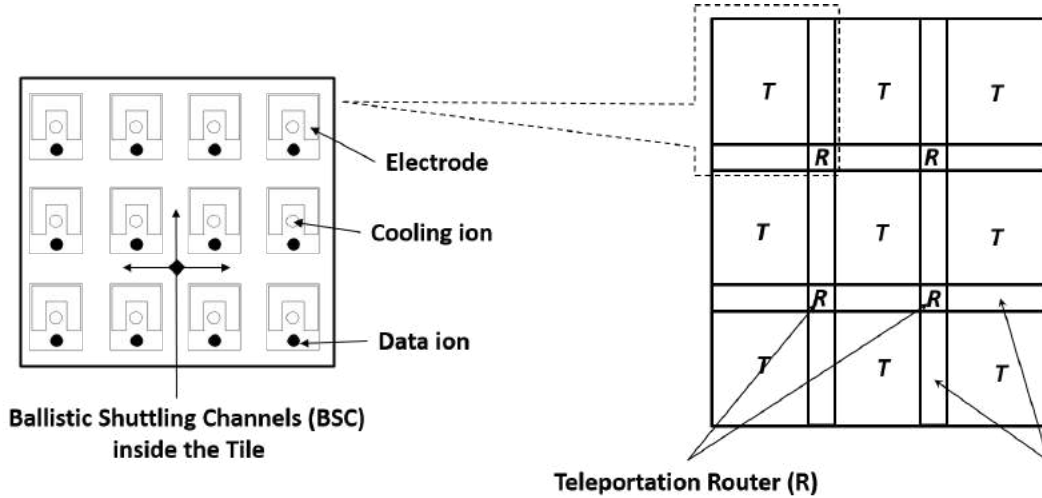 T T T
R R
Electrode
Cooling ion
T T T
R R
Data ion
T T T
Ballistic Shuttling Channels (BSC)
inside the Tile
Teleportation Router (R)